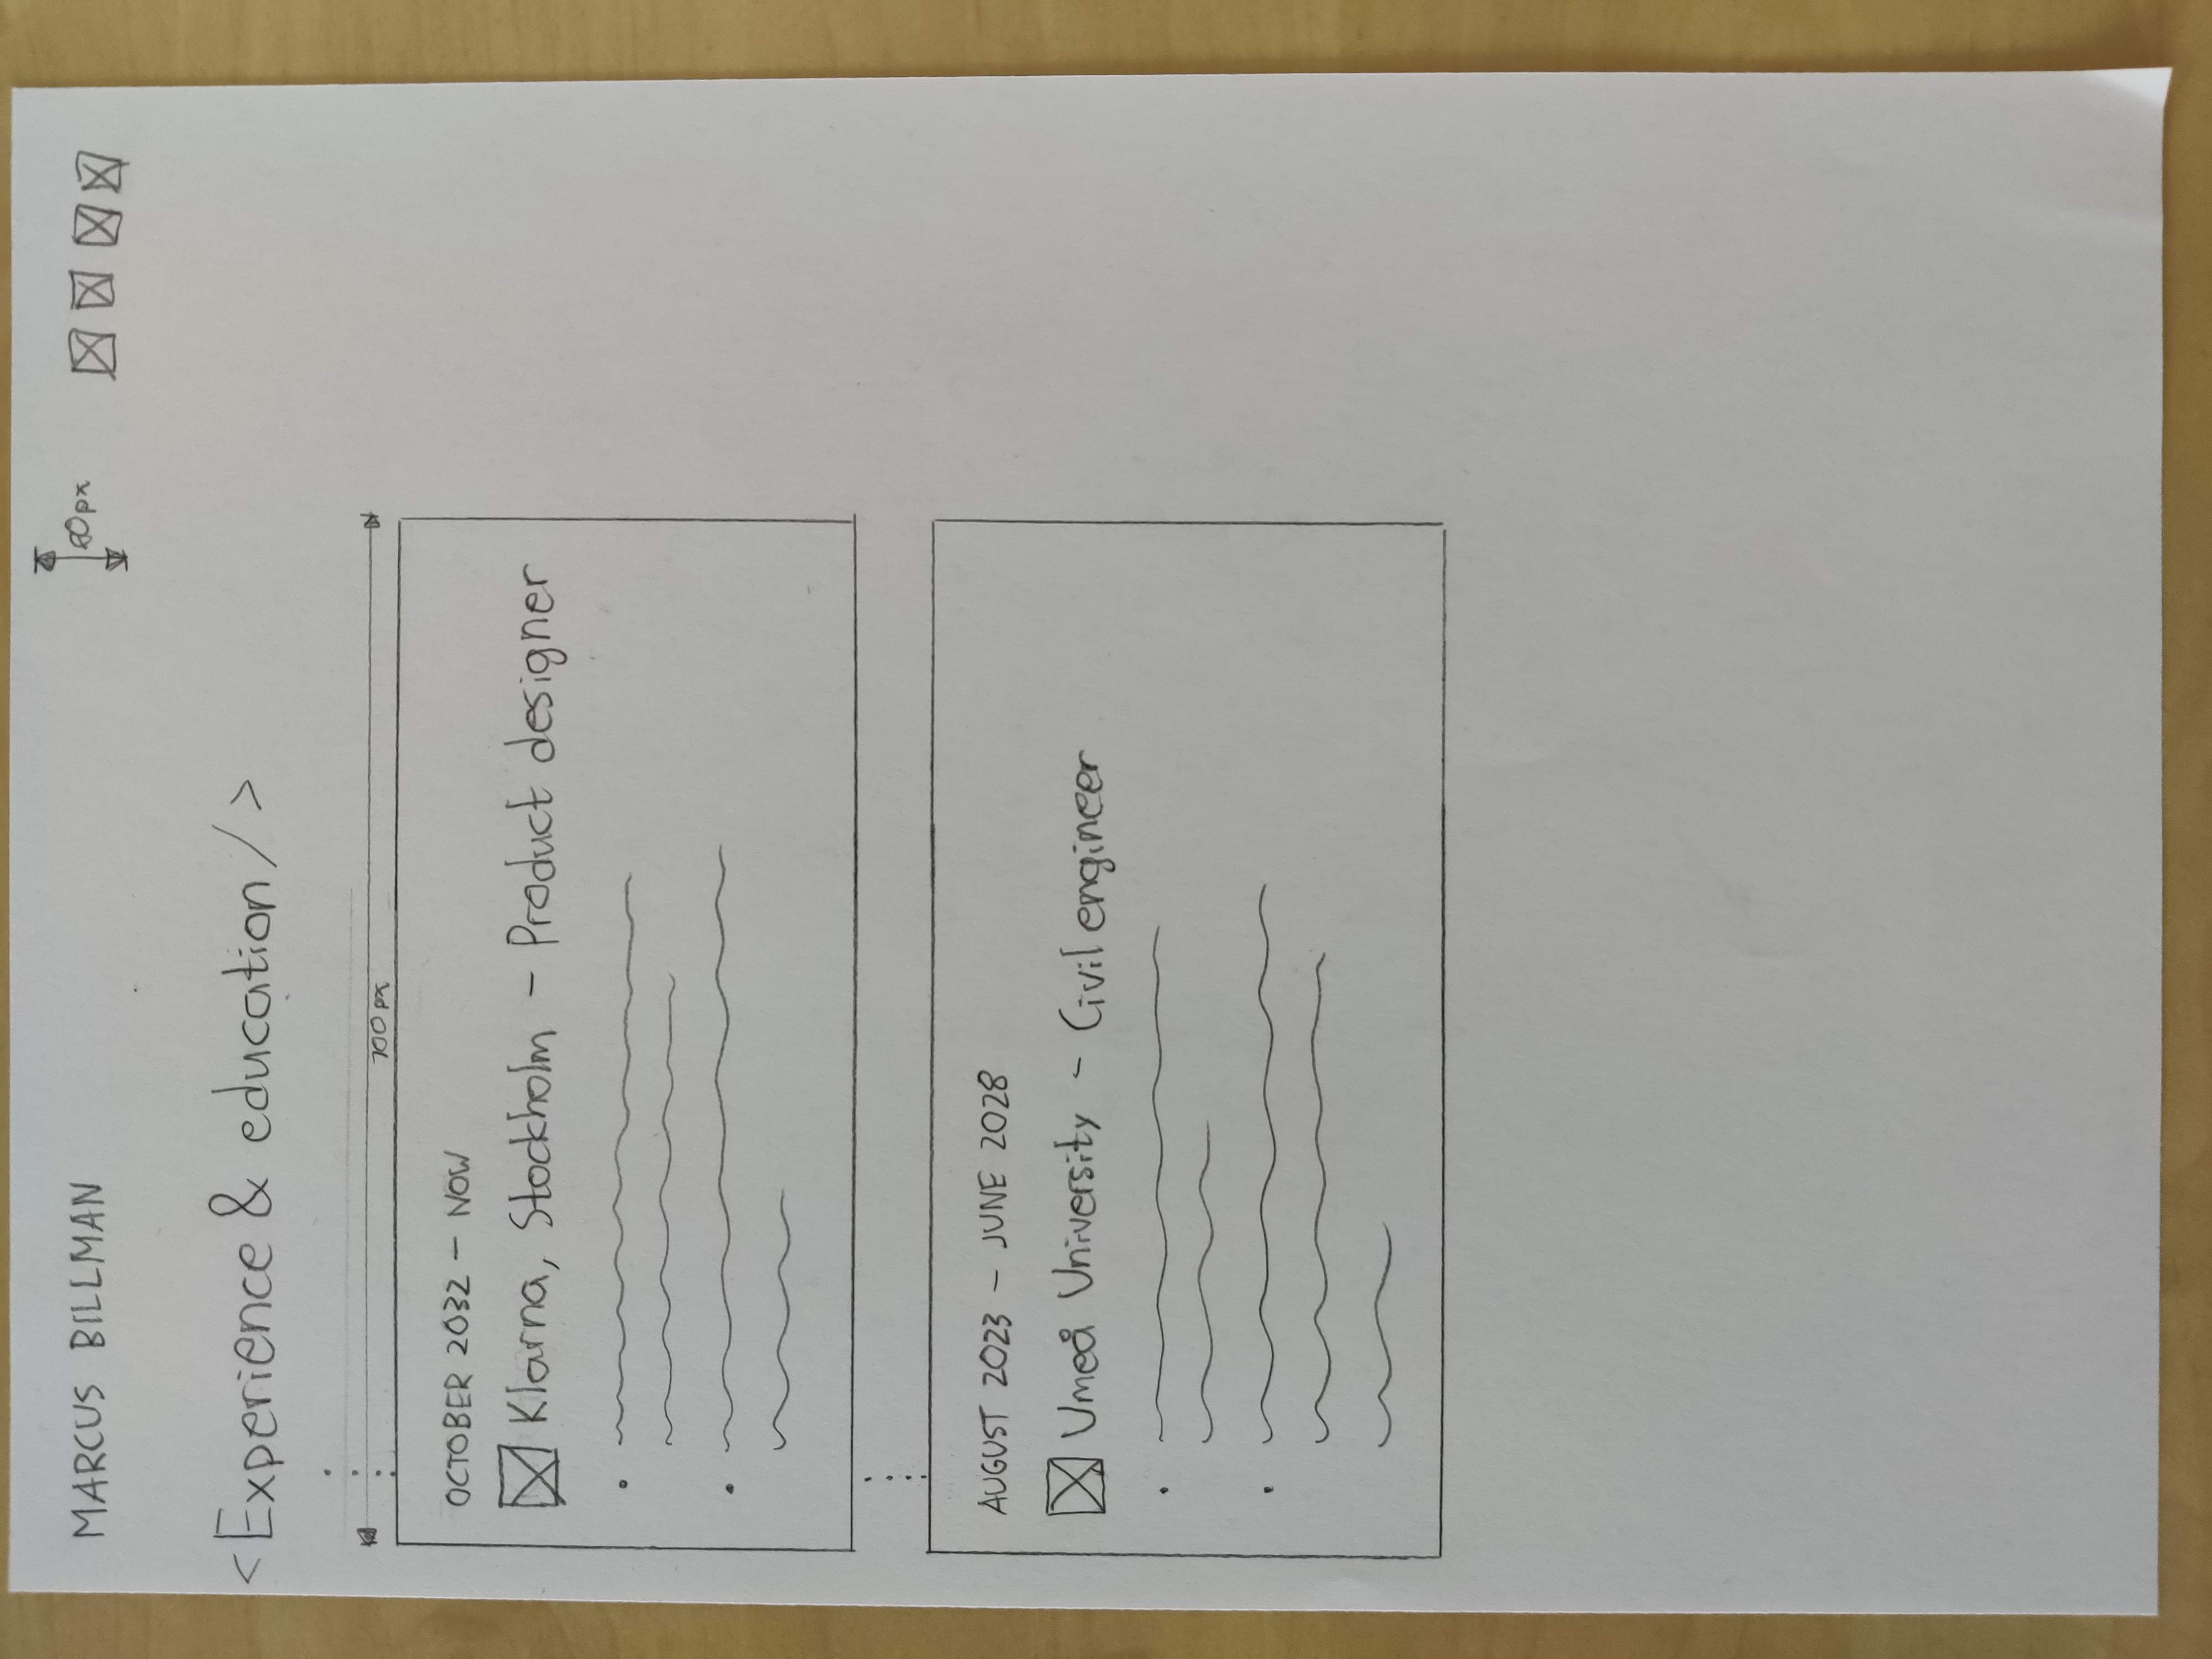 MARCUS BILLMAN
80px
<Experience & education/>
700 px
OCTOBER 2032 – NOW
Klarna, Stockholm – Product designer
AUGUST 2023 – JUNE 2028
Umeå University – Civil engineer